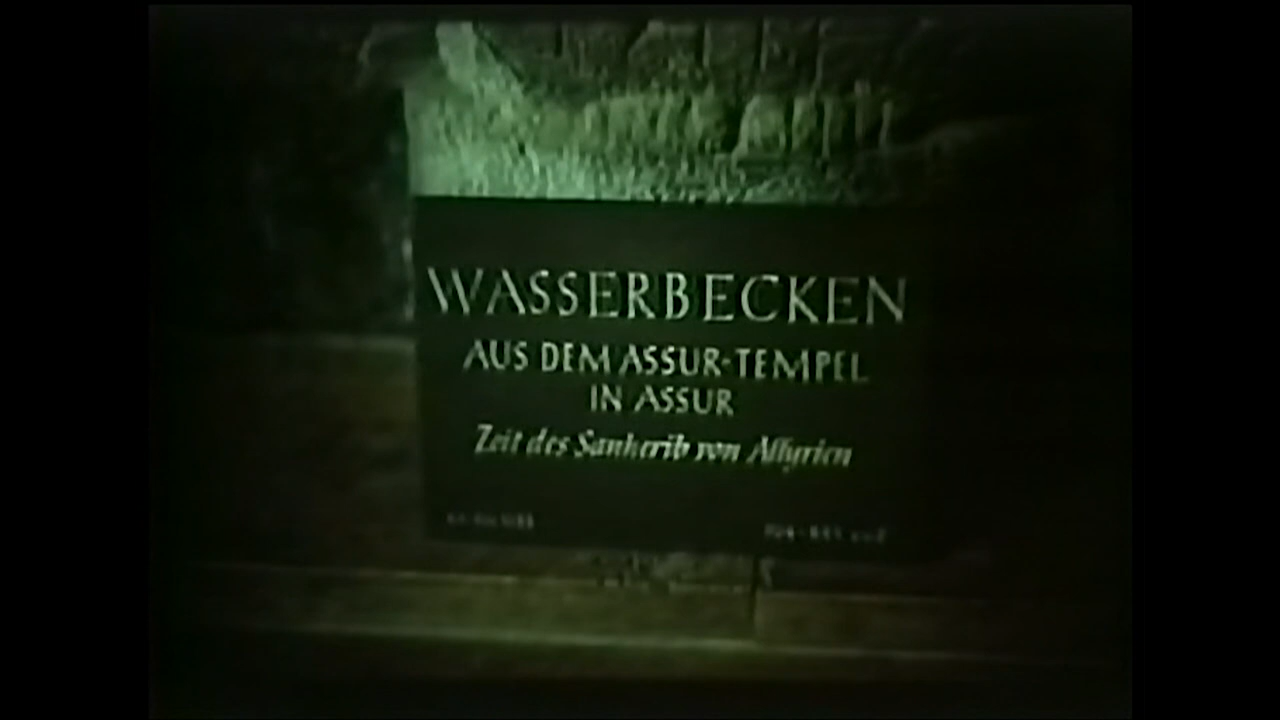 WASSERBECKEN
AUS DEM ASSUR-TEMPEL
IN ASSUR
Zeit des Sanherib von Aſſyrien